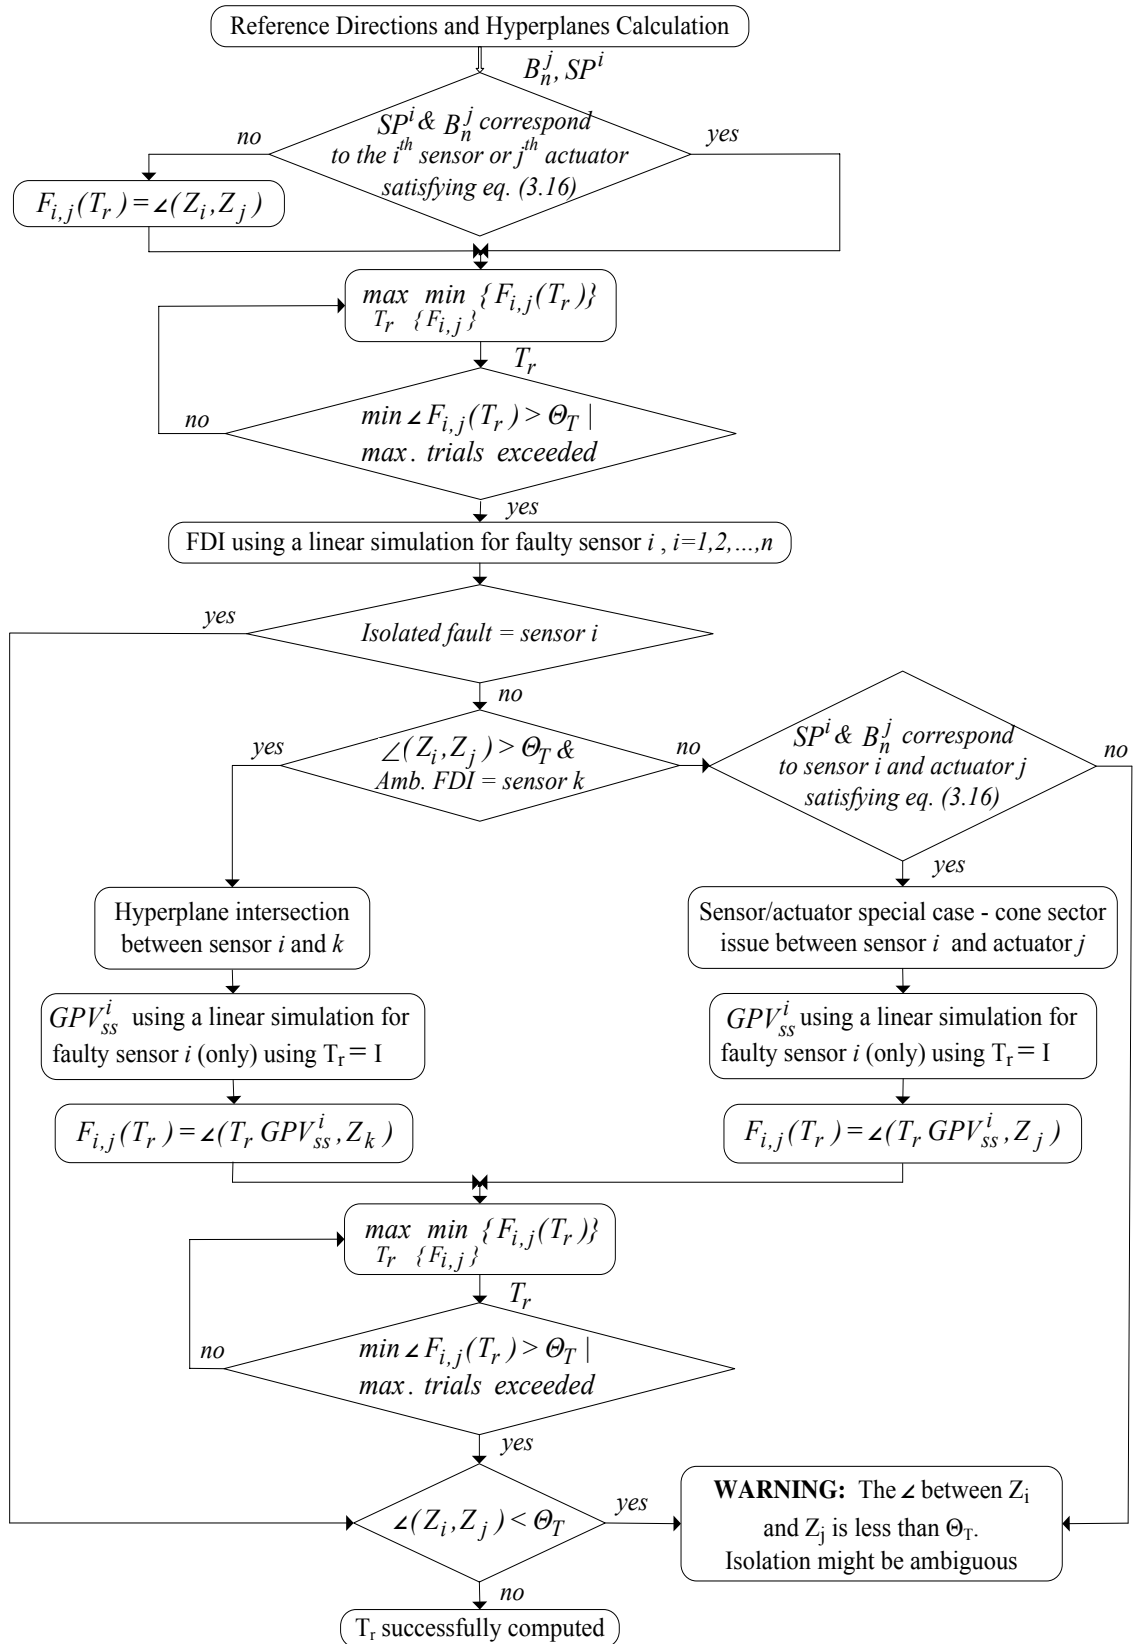 Reference Directions and Hyperplanes Calculation
B_n^j, SP^i
SP^i & B_n^j correspond
to the i^th sensor or j^th actuator
satisfying eq. (3.16)
no
yes
F_{i,j}(T_r) = ∠(Z_i, Z_j)
max min {F_{i,j}(T_r)}
T_r {F_{i,j}}
T_r
min ∠ F_{i,j}(T_r) > Θ_T |
max. trials exceeded
no
yes
FDI using a linear simulation for faulty sensor i , i=1,2,...,n
yes
Isolated fault = sensor i
no
∠(Z_i, Z_j) > Θ_T &
Amb. FDI = sensor k
yes
no
SP^i & B_n^j correspond
to sensor i and actuator j
satisfying eq. (3.16)
no
yes
Hyperplane intersection
between sensor i and k
Sensor/actuator special case - cone sector
issue between sensor i and actuator j
GPV_ss^i using a linear simulation for
faulty sensor i (only) using T_r = I
GPV_ss^i using a linear simulation for
faulty sensor i (only) using T_r = I
F_{i,j}(T_r) = ∠(T_r GPV_ss^i, Z_k)
F_{i,j}(T_r) = ∠(T_r GPV_ss^i, Z_j)
max min {F_{i,j}(T_r)}
T_r {F_{i,j}}
T_r
min ∠ F_{i,j}(T_r) > Θ_T |
max. trials exceeded
no
yes
∠(Z_i, Z_j) < Θ_T
yes
no
WARNING: The ∠ between Z_i
and Z_j is less than Θ_T.
Isolation might be ambiguous
T_r successfully computed